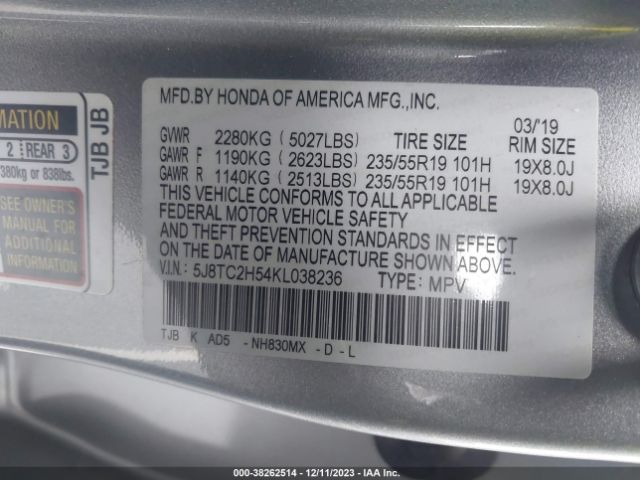 MATION
2 REAR 3
380kg or 838lbs.
SEE OWNER'S
MANUAL FOR
ADDITIONAL
INFORMATION
TJB JB
MFD.BY HONDA OF AMERICA MFG.,INC.
03/'19
GVWR 2280KG ( 5027LBS) TIRE SIZE RIM SIZE
GAWR F 1190KG ( 2623LBS) 235/55R19 101H 19X8.0J
GAWR R 1140KG ( 2513LBS) 235/55R19 101H 19X8.0J
THIS VEHICLE CONFORMS TO ALL APPLICABLE
FEDERAL MOTOR VEHICLE SAFETY
AND THEFT PREVENTION STANDARDS IN EFFECT
ON THE DATE OF MANUFACTURE SHOWN ABOVE.
V.I.N.: 5J8TC2H54KL038236 TYPE: MPV
TJB K AD5 - NH830MX - D - L
000-38262514 - 12/11/2023 - IAA Inc.